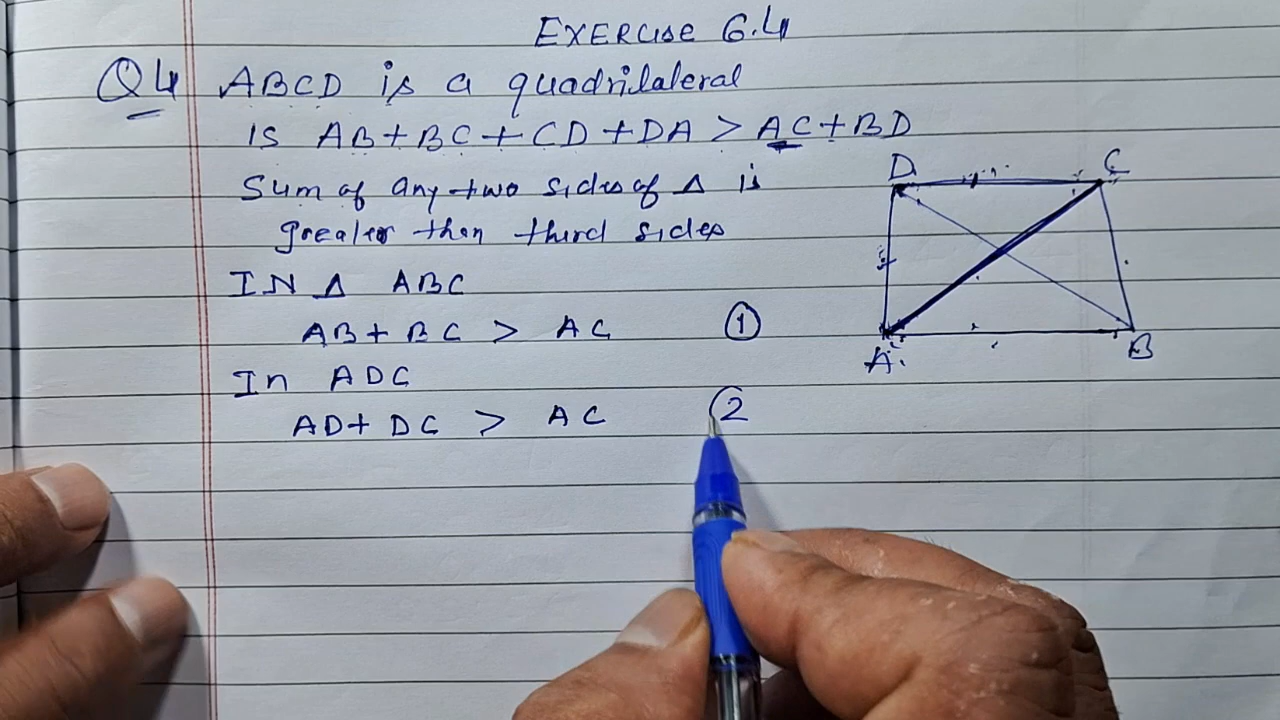 EXERCISE 6.4
Q4 ABCD is a quadrilateral
IS AB+BC+CD+DA > AC+BD
Sum of any two sides of Δ is
greater than third sides
IN Δ ABC
AB+BC > AC ①
In ADC
AD+DC > AC (2
D C
A B